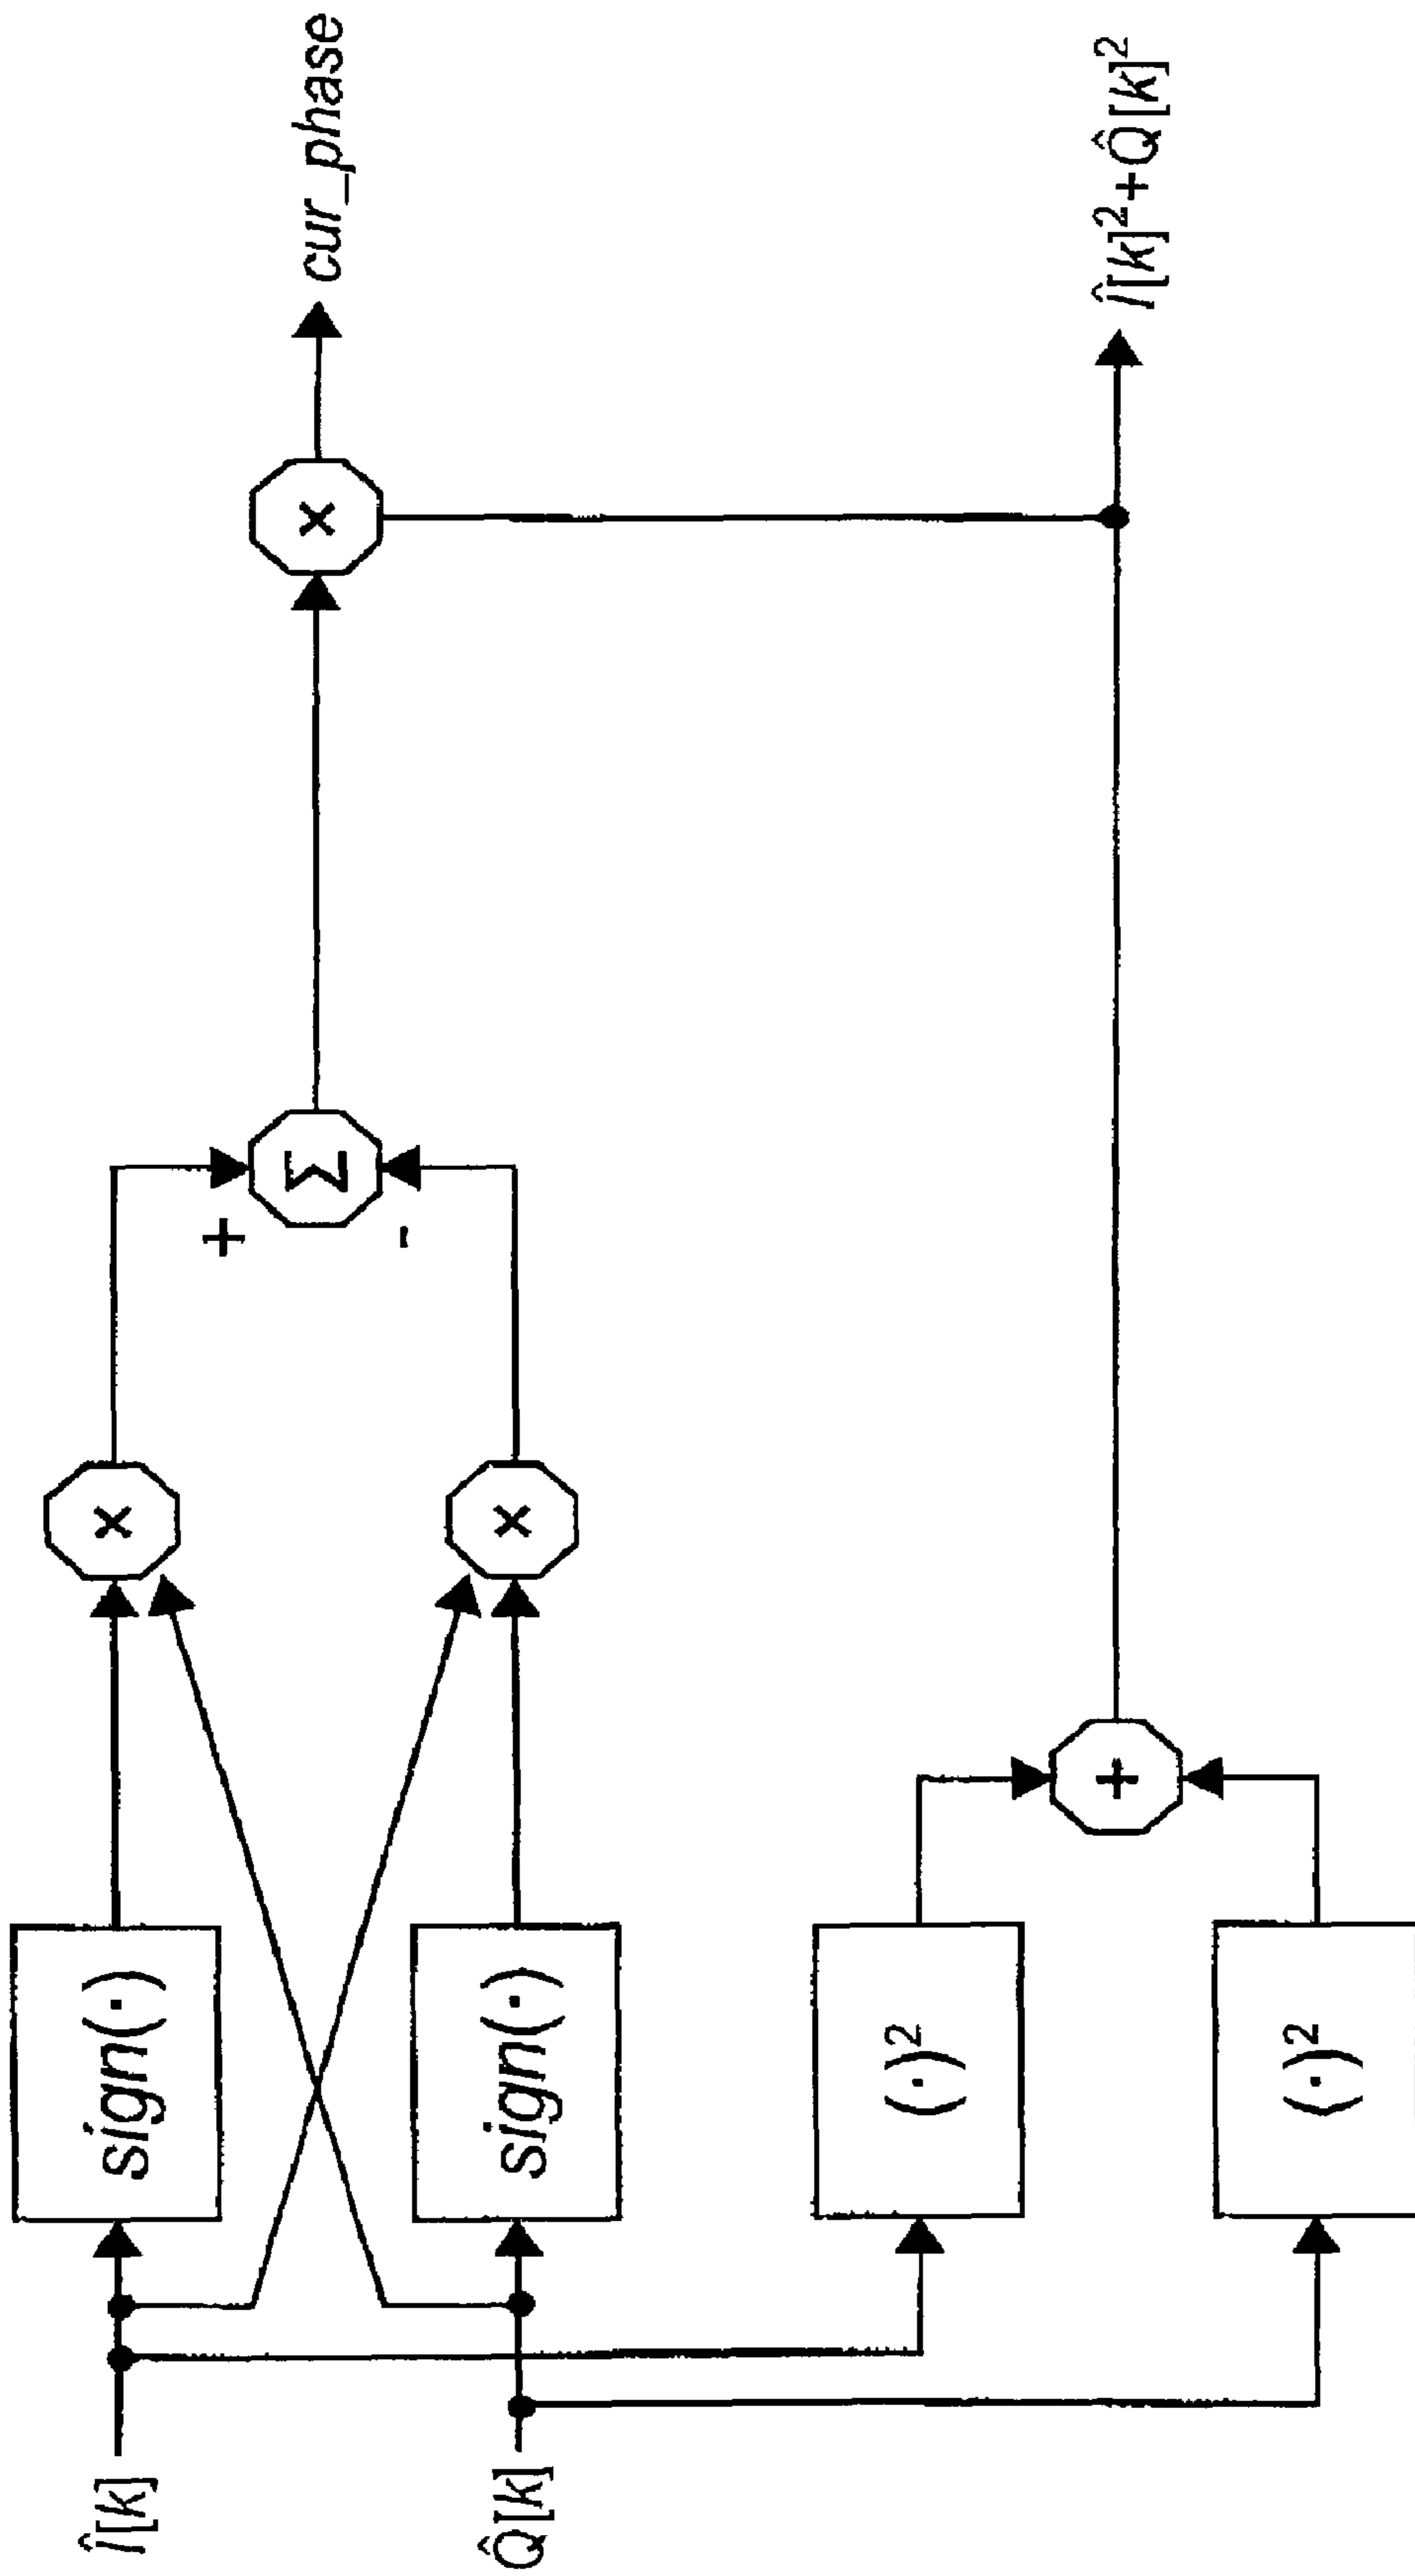 Î[k]
Q̂[k]
sign(·)
sign(·)
(·)²
(·)²
×
×
+
+
-
Σ
×
cur_phase
Î[k]²+Q̂[k]²